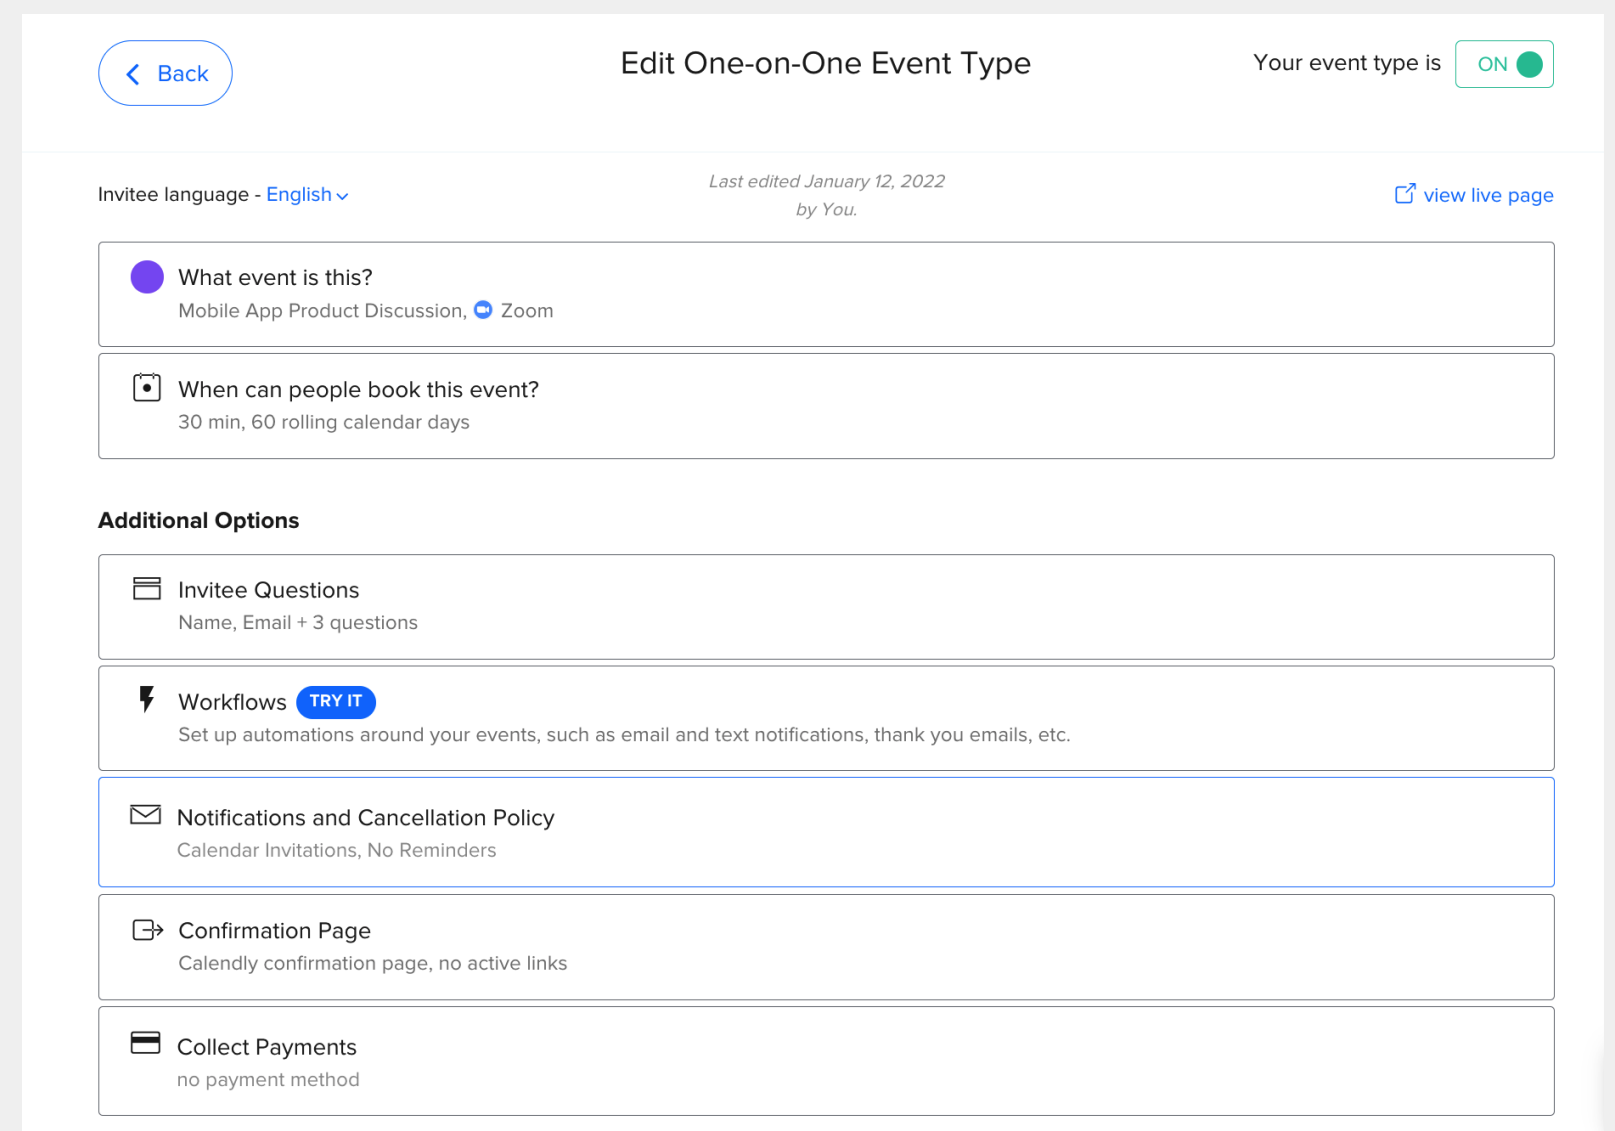 Back
Edit One-on-One Event Type
Your event type is ON
Invitee language - English
Last edited January 12, 2022
by You.
view live page
What event is this?
Mobile App Product Discussion, Zoom
When can people book this event?
30 min, 60 rolling calendar days
Additional Options
Invitee Questions
Name, Email + 3 questions
Workflows TRY IT
Set up automations around your events, such as email and text notifications, thank you emails, etc.
Notifications and Cancellation Policy
Calendar Invitations, No Reminders
Confirmation Page
Calendly confirmation page, no active links
Collect Payments
no payment method